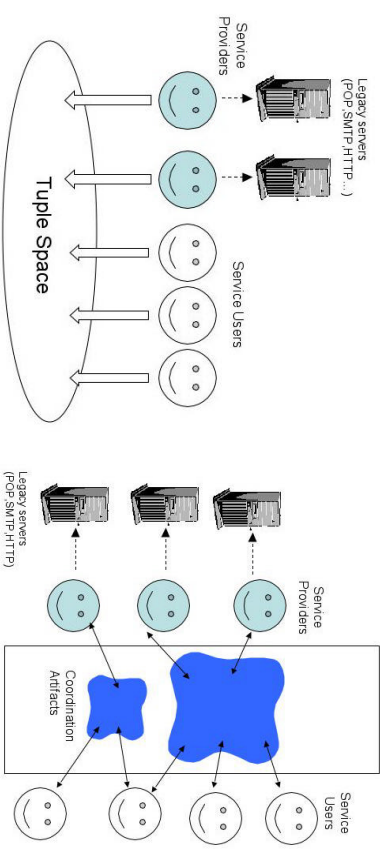 Service
Providers
Legacy servers
(POP,SMTP,HTTP…)
Service Users
Tuple Space
Legacy servers
(POP,SMTP,HTTP)
Service
Providers
Coordination
Artifacts
Service
Users